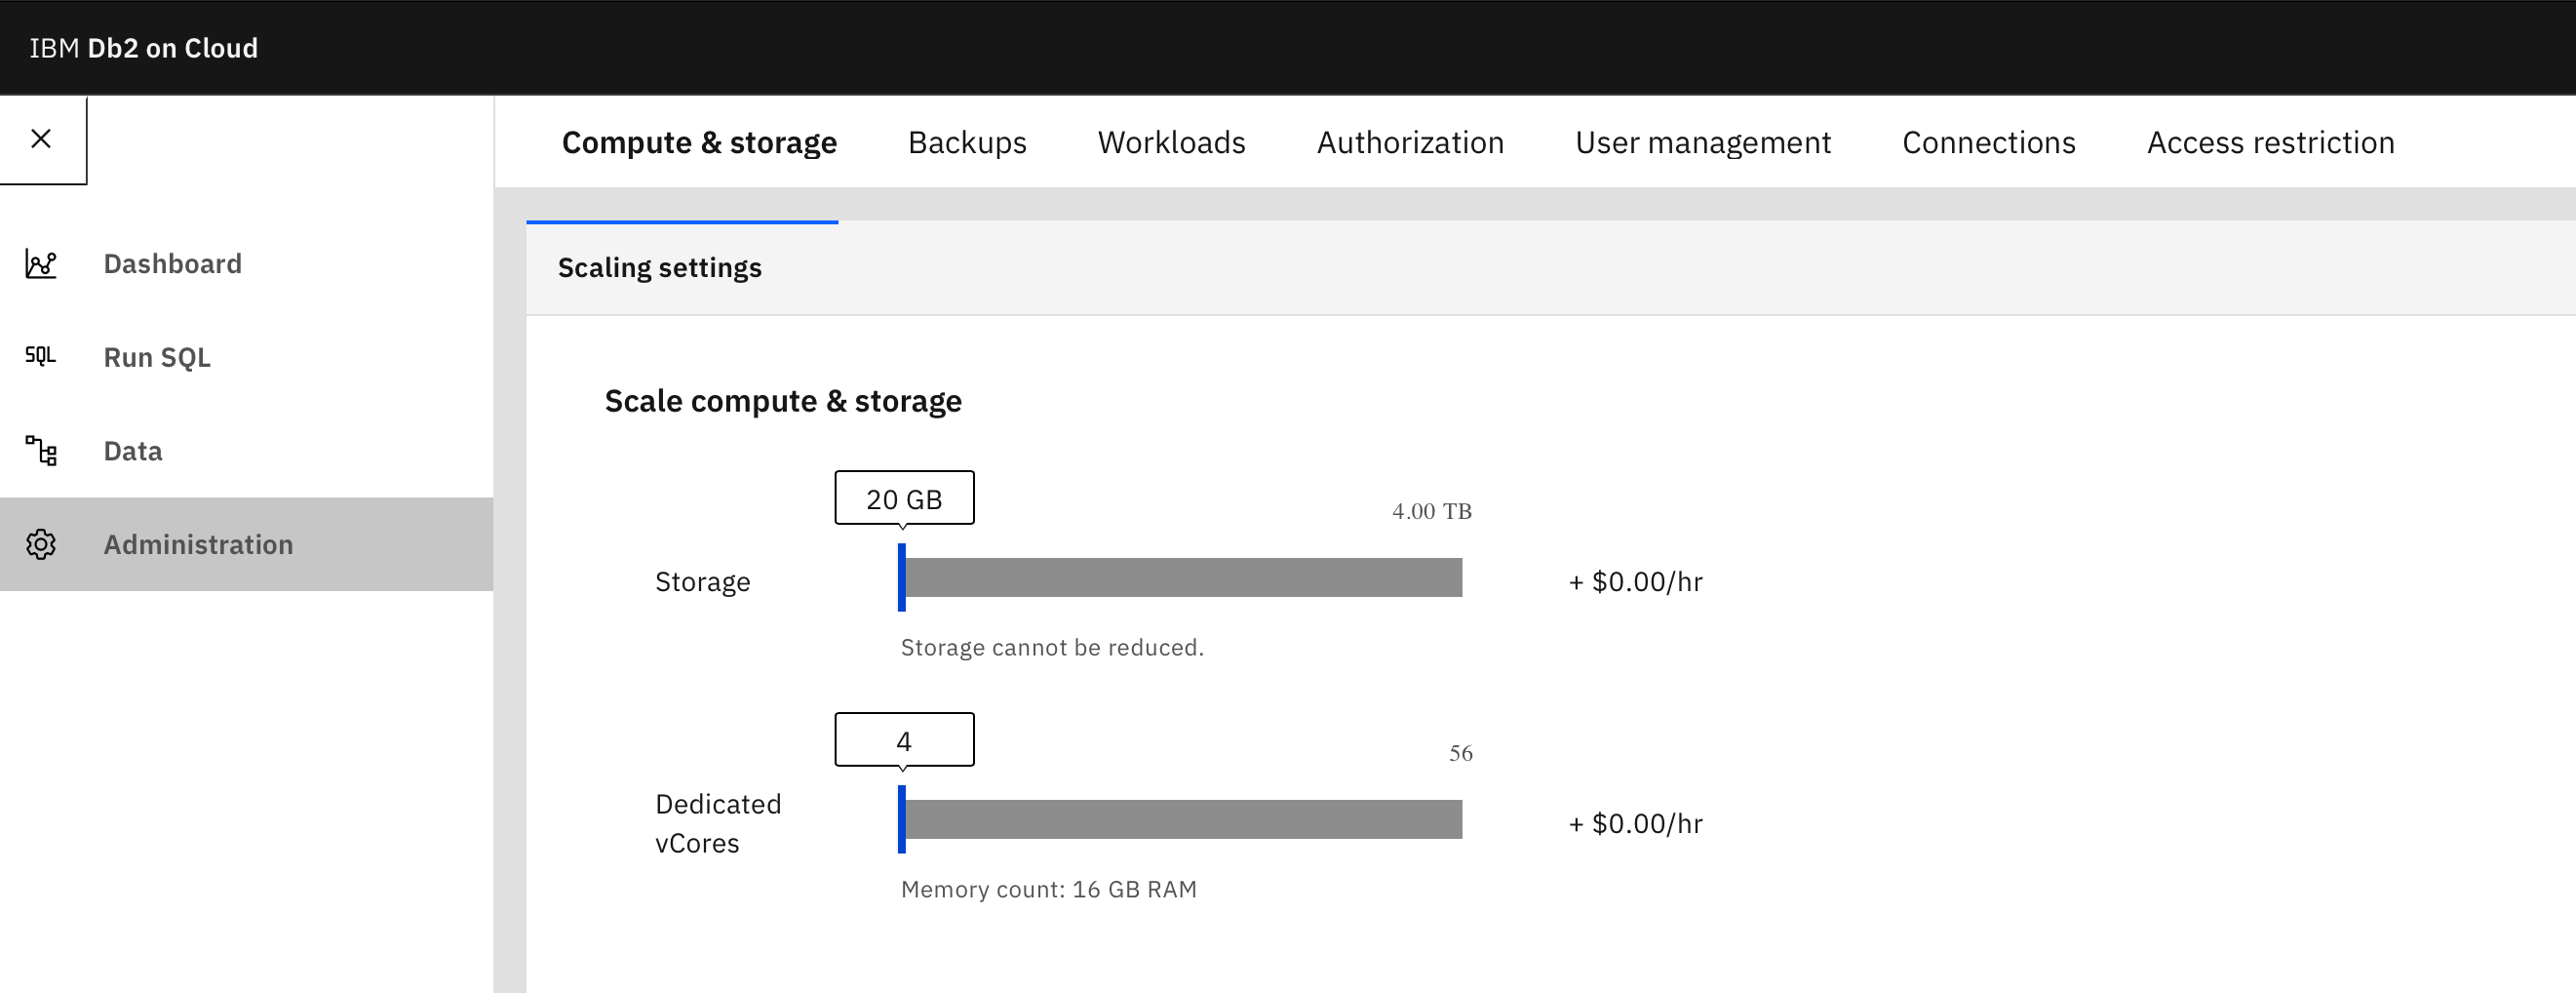 IBM Db2 on Cloud
Compute & storage Backups Workloads Authorization User management Connections Access restriction
Dashboard
SQL Run SQL
Data
Administration
Scaling settings
Scale compute & storage
20 GB
4.00 TB
Storage
+ $0.00/hr
Storage cannot be reduced.
4
56
Dedicated
vCores
+ $0.00/hr
Memory count: 16 GB RAM